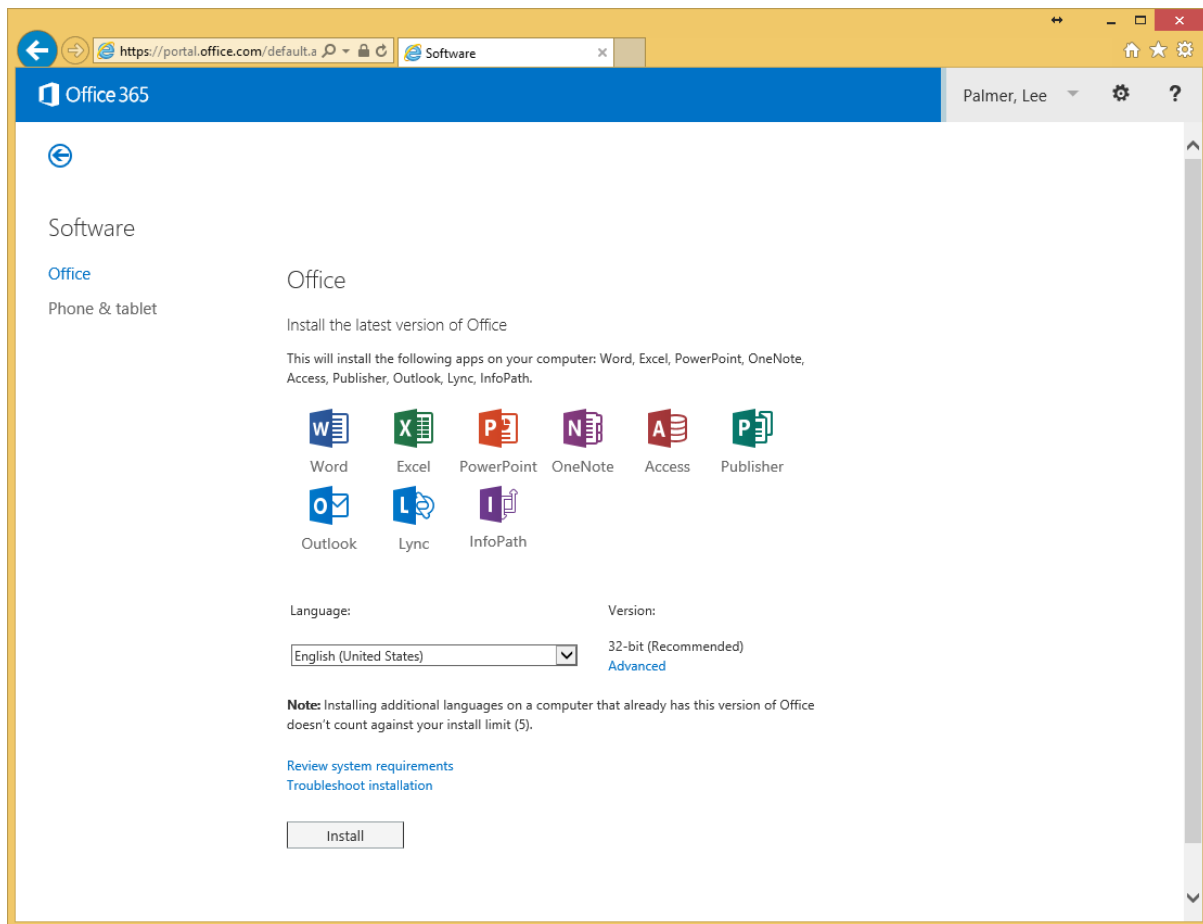 https://portal.office.com/default.a
Software
Office 365
Palmer, Lee
?
Software
Office
Phone & tablet
Office
Install the latest version of Office
This will install the following apps on your computer: Word, Excel, PowerPoint, OneNote,
Access, Publisher, Outlook, Lync, InfoPath.
Word Excel PowerPoint OneNote Access Publisher
Outlook Lync InfoPath
Language: Version:
English (United States) 32-bit (Recommended)
Advanced
Note: Installing additional languages on a computer that already has this version of Office
doesn't count against your install limit (5).
Review system requirements
Troubleshoot installation
Install